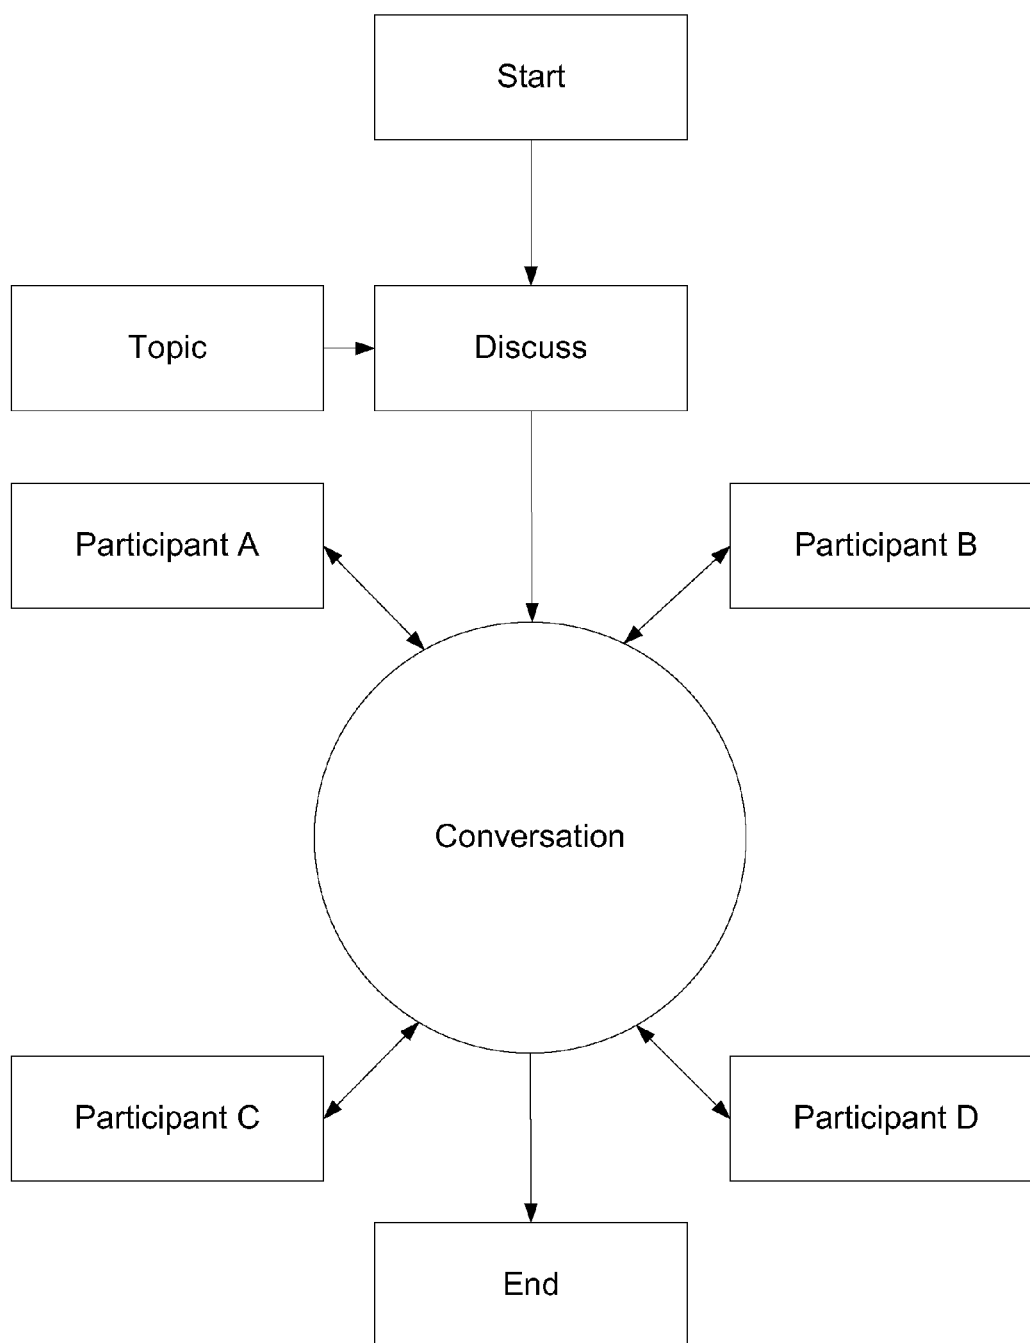 Start
Topic
Discuss
Participant A
Participant B
Conversation
Participant C
Participant D
End